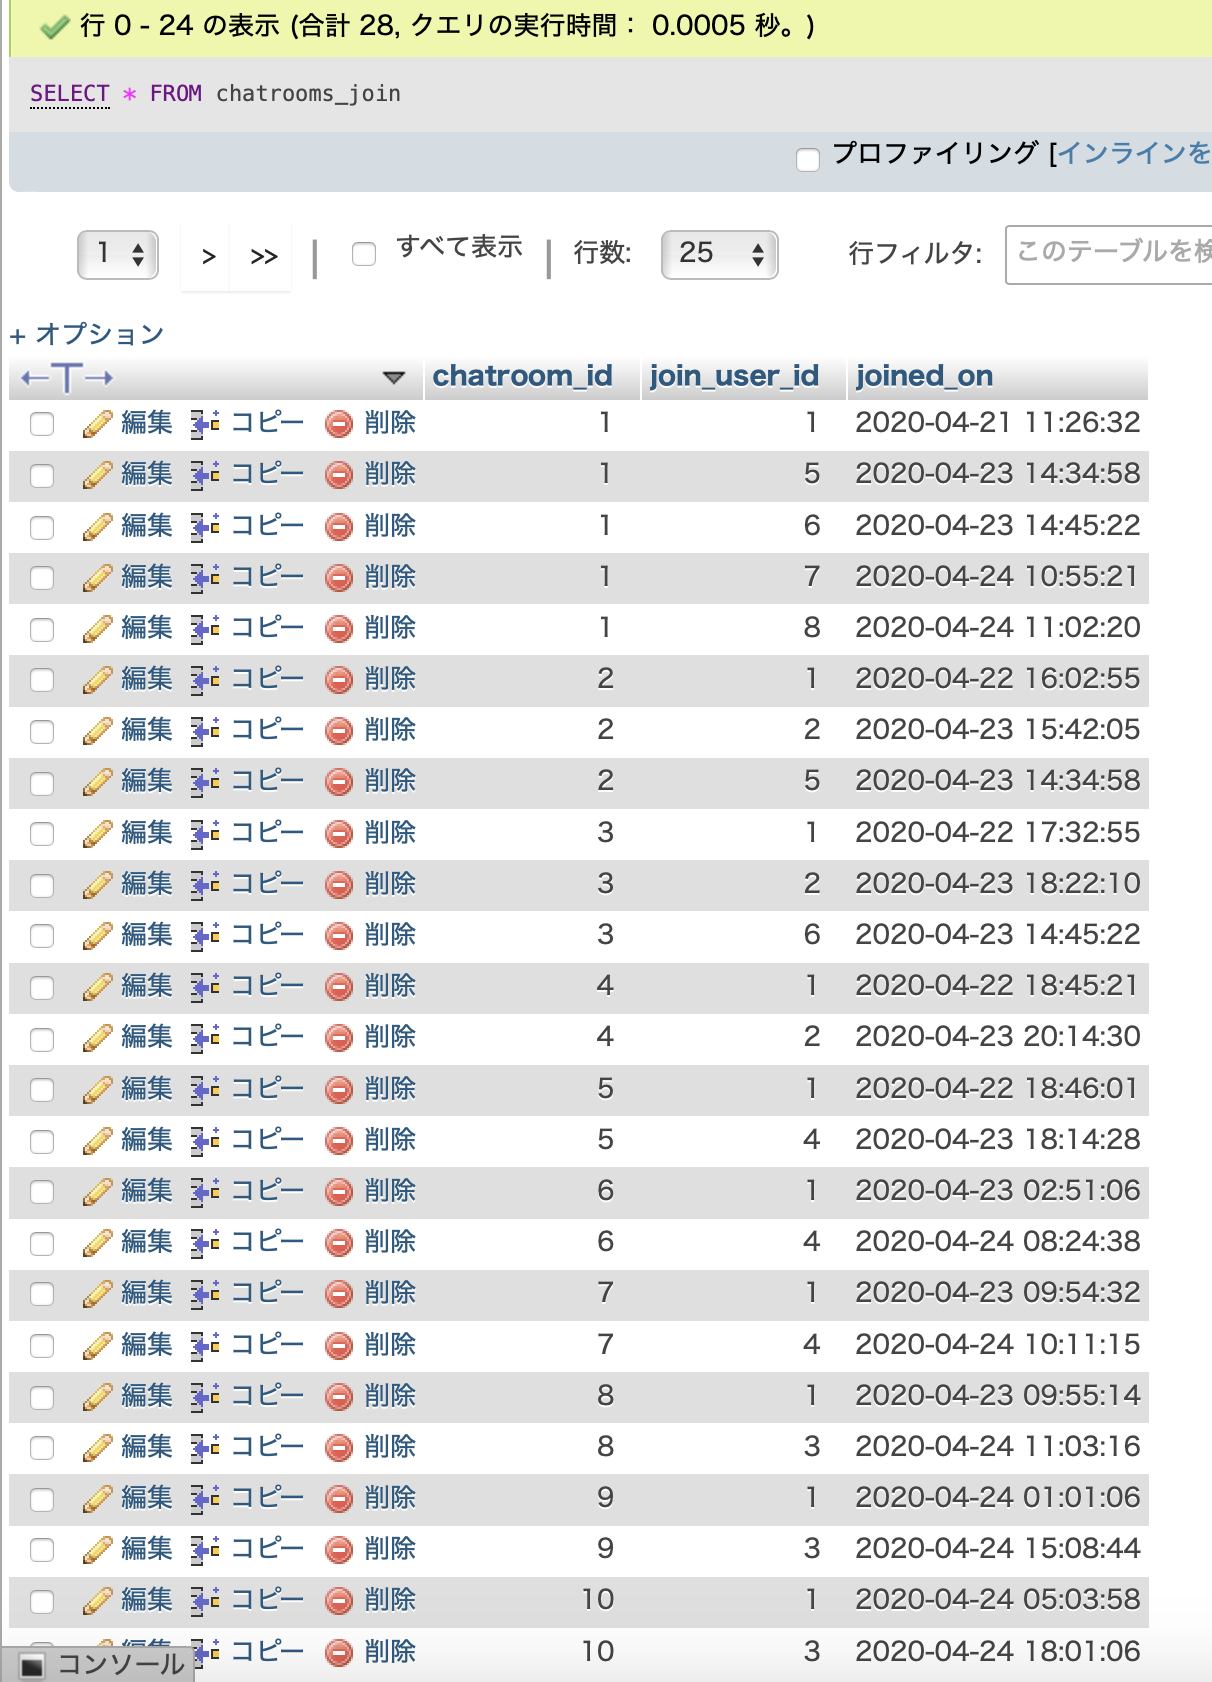 行 0 - 24 の表示 (合計 28, クエリの実行時間： 0.0005 秒。)
SELECT * FROM chatrooms_join
プロファイリング [インラインを
1 > >> | すべて表示 | 行数: 25 行フィルタ: このテーブルを検
+ オプション
←T→ chatroom_id join_user_id joined_on
編集 コピー 削除 1 1 2020-04-21 11:26:32
編集 コピー 削除 1 5 2020-04-23 14:34:58
編集 コピー 削除 1 6 2020-04-23 14:45:22
編集 コピー 削除 1 7 2020-04-24 10:55:21
編集 コピー 削除 1 8 2020-04-24 11:02:20
編集 コピー 削除 2 1 2020-04-22 16:02:55
編集 コピー 削除 2 2 2020-04-23 15:42:05
編集 コピー 削除 2 5 2020-04-23 14:34:58
編集 コピー 削除 3 1 2020-04-22 17:32:55
編集 コピー 削除 3 2 2020-04-23 18:22:10
編集 コピー 削除 3 6 2020-04-23 14:45:22
編集 コピー 削除 4 1 2020-04-22 18:45:21
編集 コピー 削除 4 2 2020-04-23 20:14:30
編集 コピー 削除 5 1 2020-04-22 18:46:01
編集 コピー 削除 5 4 2020-04-23 18:14:28
編集 コピー 削除 6 1 2020-04-23 02:51:06
編集 コピー 削除 6 4 2020-04-24 08:24:38
編集 コピー 削除 7 1 2020-04-23 09:54:32
編集 コピー 削除 7 4 2020-04-24 10:11:15
編集 コピー 削除 8 1 2020-04-23 09:55:14
編集 コピー 削除 8 3 2020-04-24 11:03:16
編集 コピー 削除 9 1 2020-04-24 01:01:06
編集 コピー 削除 9 3 2020-04-24 15:08:44
編集 コピー 削除 10 1 2020-04-24 05:03:58
編集 コピー 削除 10 3 2020-04-24 18:01:06
コンソール